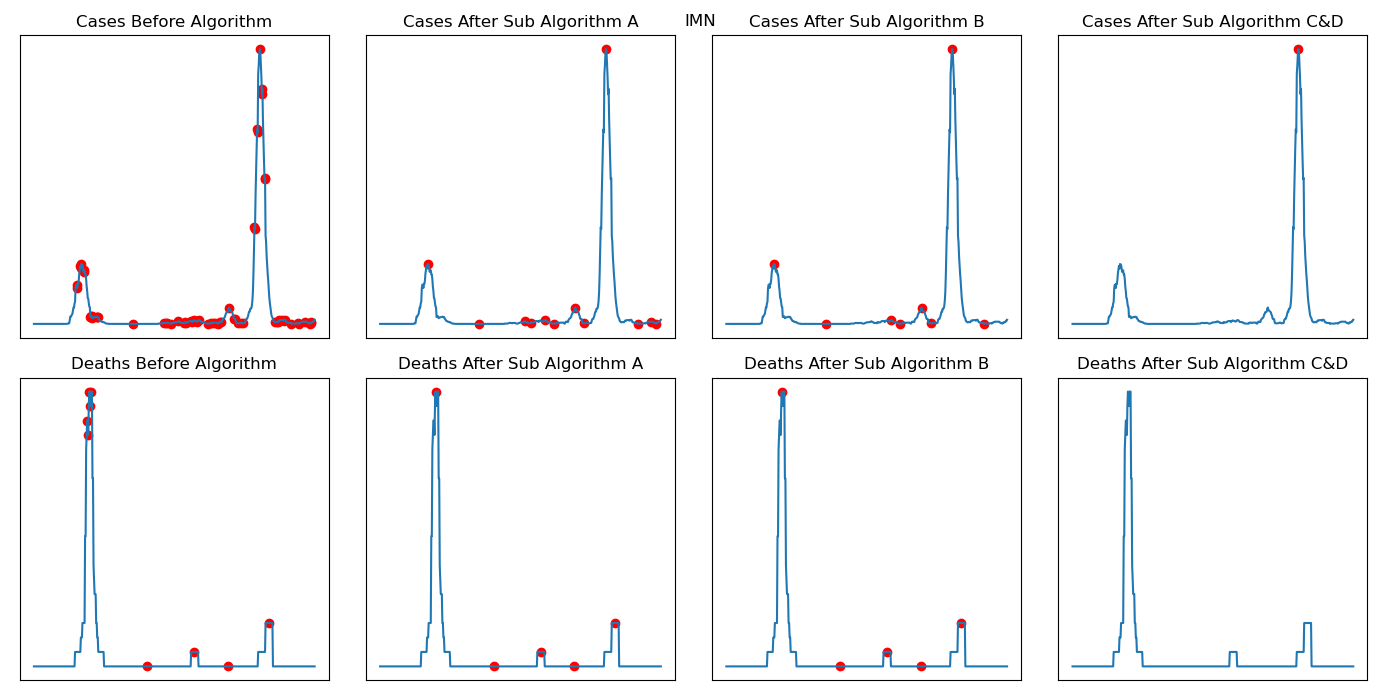 IMN
Cases Before Algorithm
Cases After Sub Algorithm A
Cases After Sub Algorithm B
Cases After Sub Algorithm C&D
Deaths Before Algorithm
Deaths After Sub Algorithm A
Deaths After Sub Algorithm B
Deaths After Sub Algorithm C&D